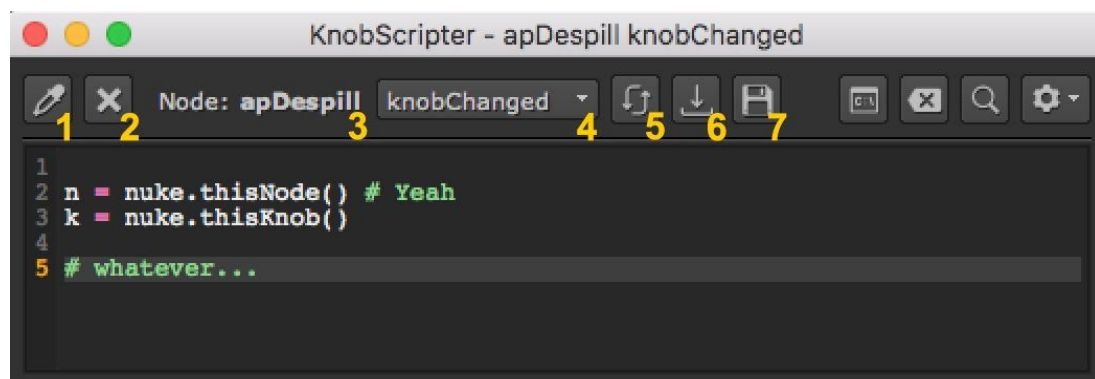 KnobScripter - apDespill knobChanged
Node: apDespill knobChanged
1 2 3 4 5 6 7
1
2 n = nuke.thisNode() # Yeah
3 k = nuke.thisKnob()
4
5 # whatever...